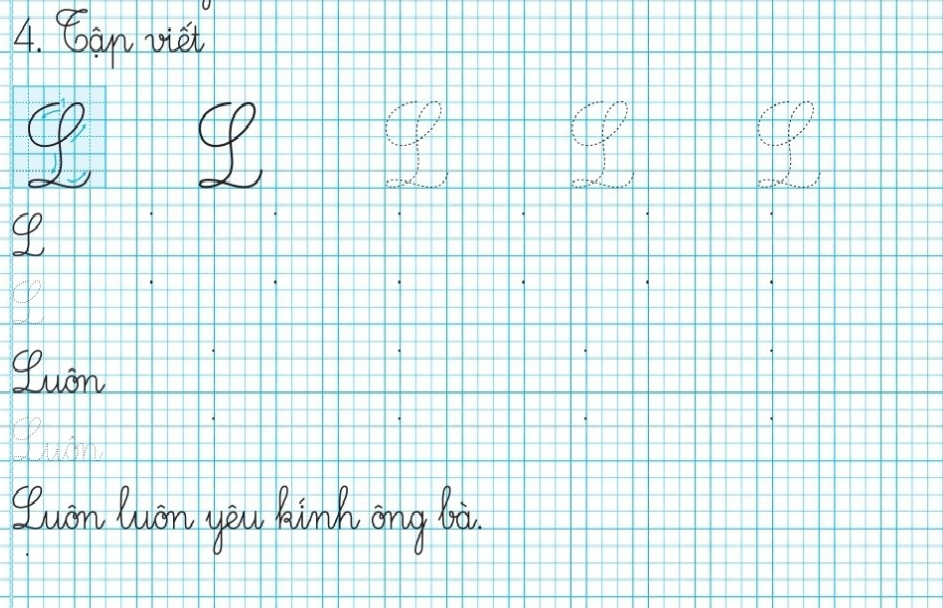 4. Tập viết
L L L L L
L
L
Luôn
Luôn
Luôn luôn yêu kính ông bà.